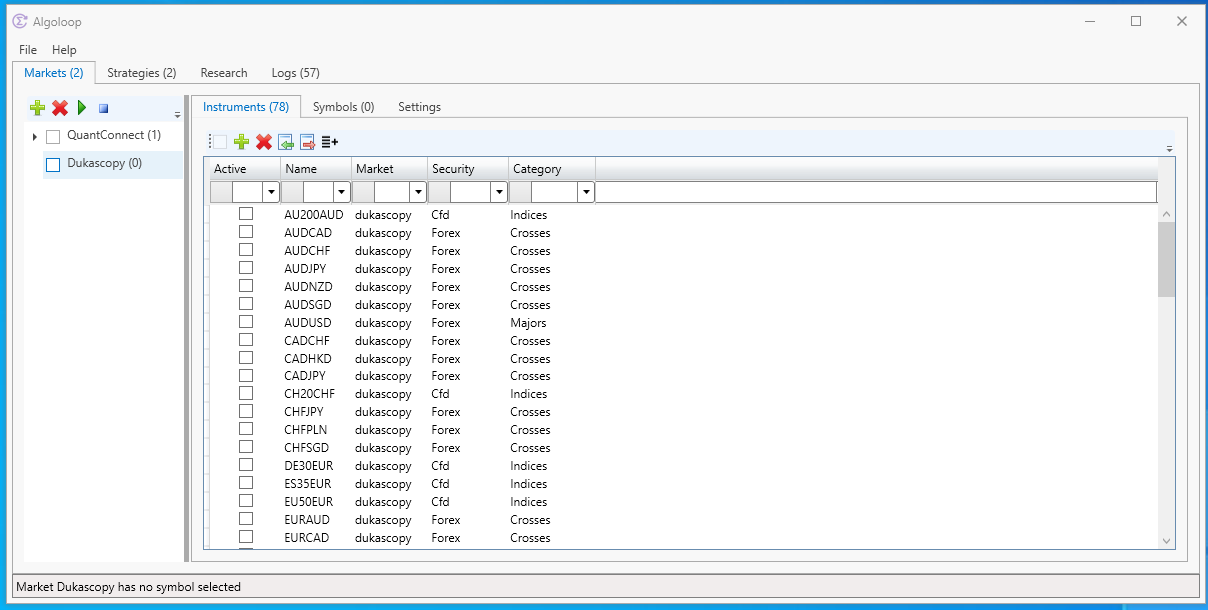 Algoloop
File Help
Markets (2) Strategies (2) Research Logs (57)
Instruments (78) Symbols (0) Settings
QuantConnect (1)
Dukascopy (0)
Active Name Market Security Category
AU200AUD dukascopy Cfd Indices
AUDCAD dukascopy Forex Crosses
AUDCHF dukascopy Forex Crosses
AUDJPY dukascopy Forex Crosses
AUDNZD dukascopy Forex Crosses
AUDSGD dukascopy Forex Crosses
AUDUSD dukascopy Forex Majors
CADCHF dukascopy Forex Crosses
CADHKD dukascopy Forex Crosses
CADJPY dukascopy Forex Crosses
CH20CHF dukascopy Cfd Indices
CHFJPY dukascopy Forex Crosses
CHFPLN dukascopy Forex Crosses
CHFSGD dukascopy Forex Crosses
DE30EUR dukascopy Cfd Indices
ES35EUR dukascopy Cfd Indices
EU50EUR dukascopy Cfd Indices
EURAUD dukascopy Forex Crosses
EURCAD dukascopy Forex Crosses
Market Dukascopy has no symbol selected